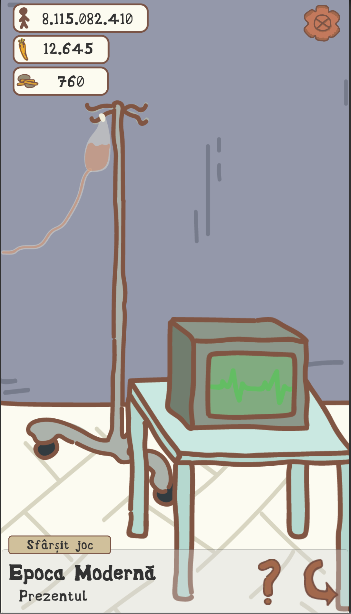 8.115.082.410
12.645
760
Sfârșit joc
Epoca Modernă
Prezentul
?